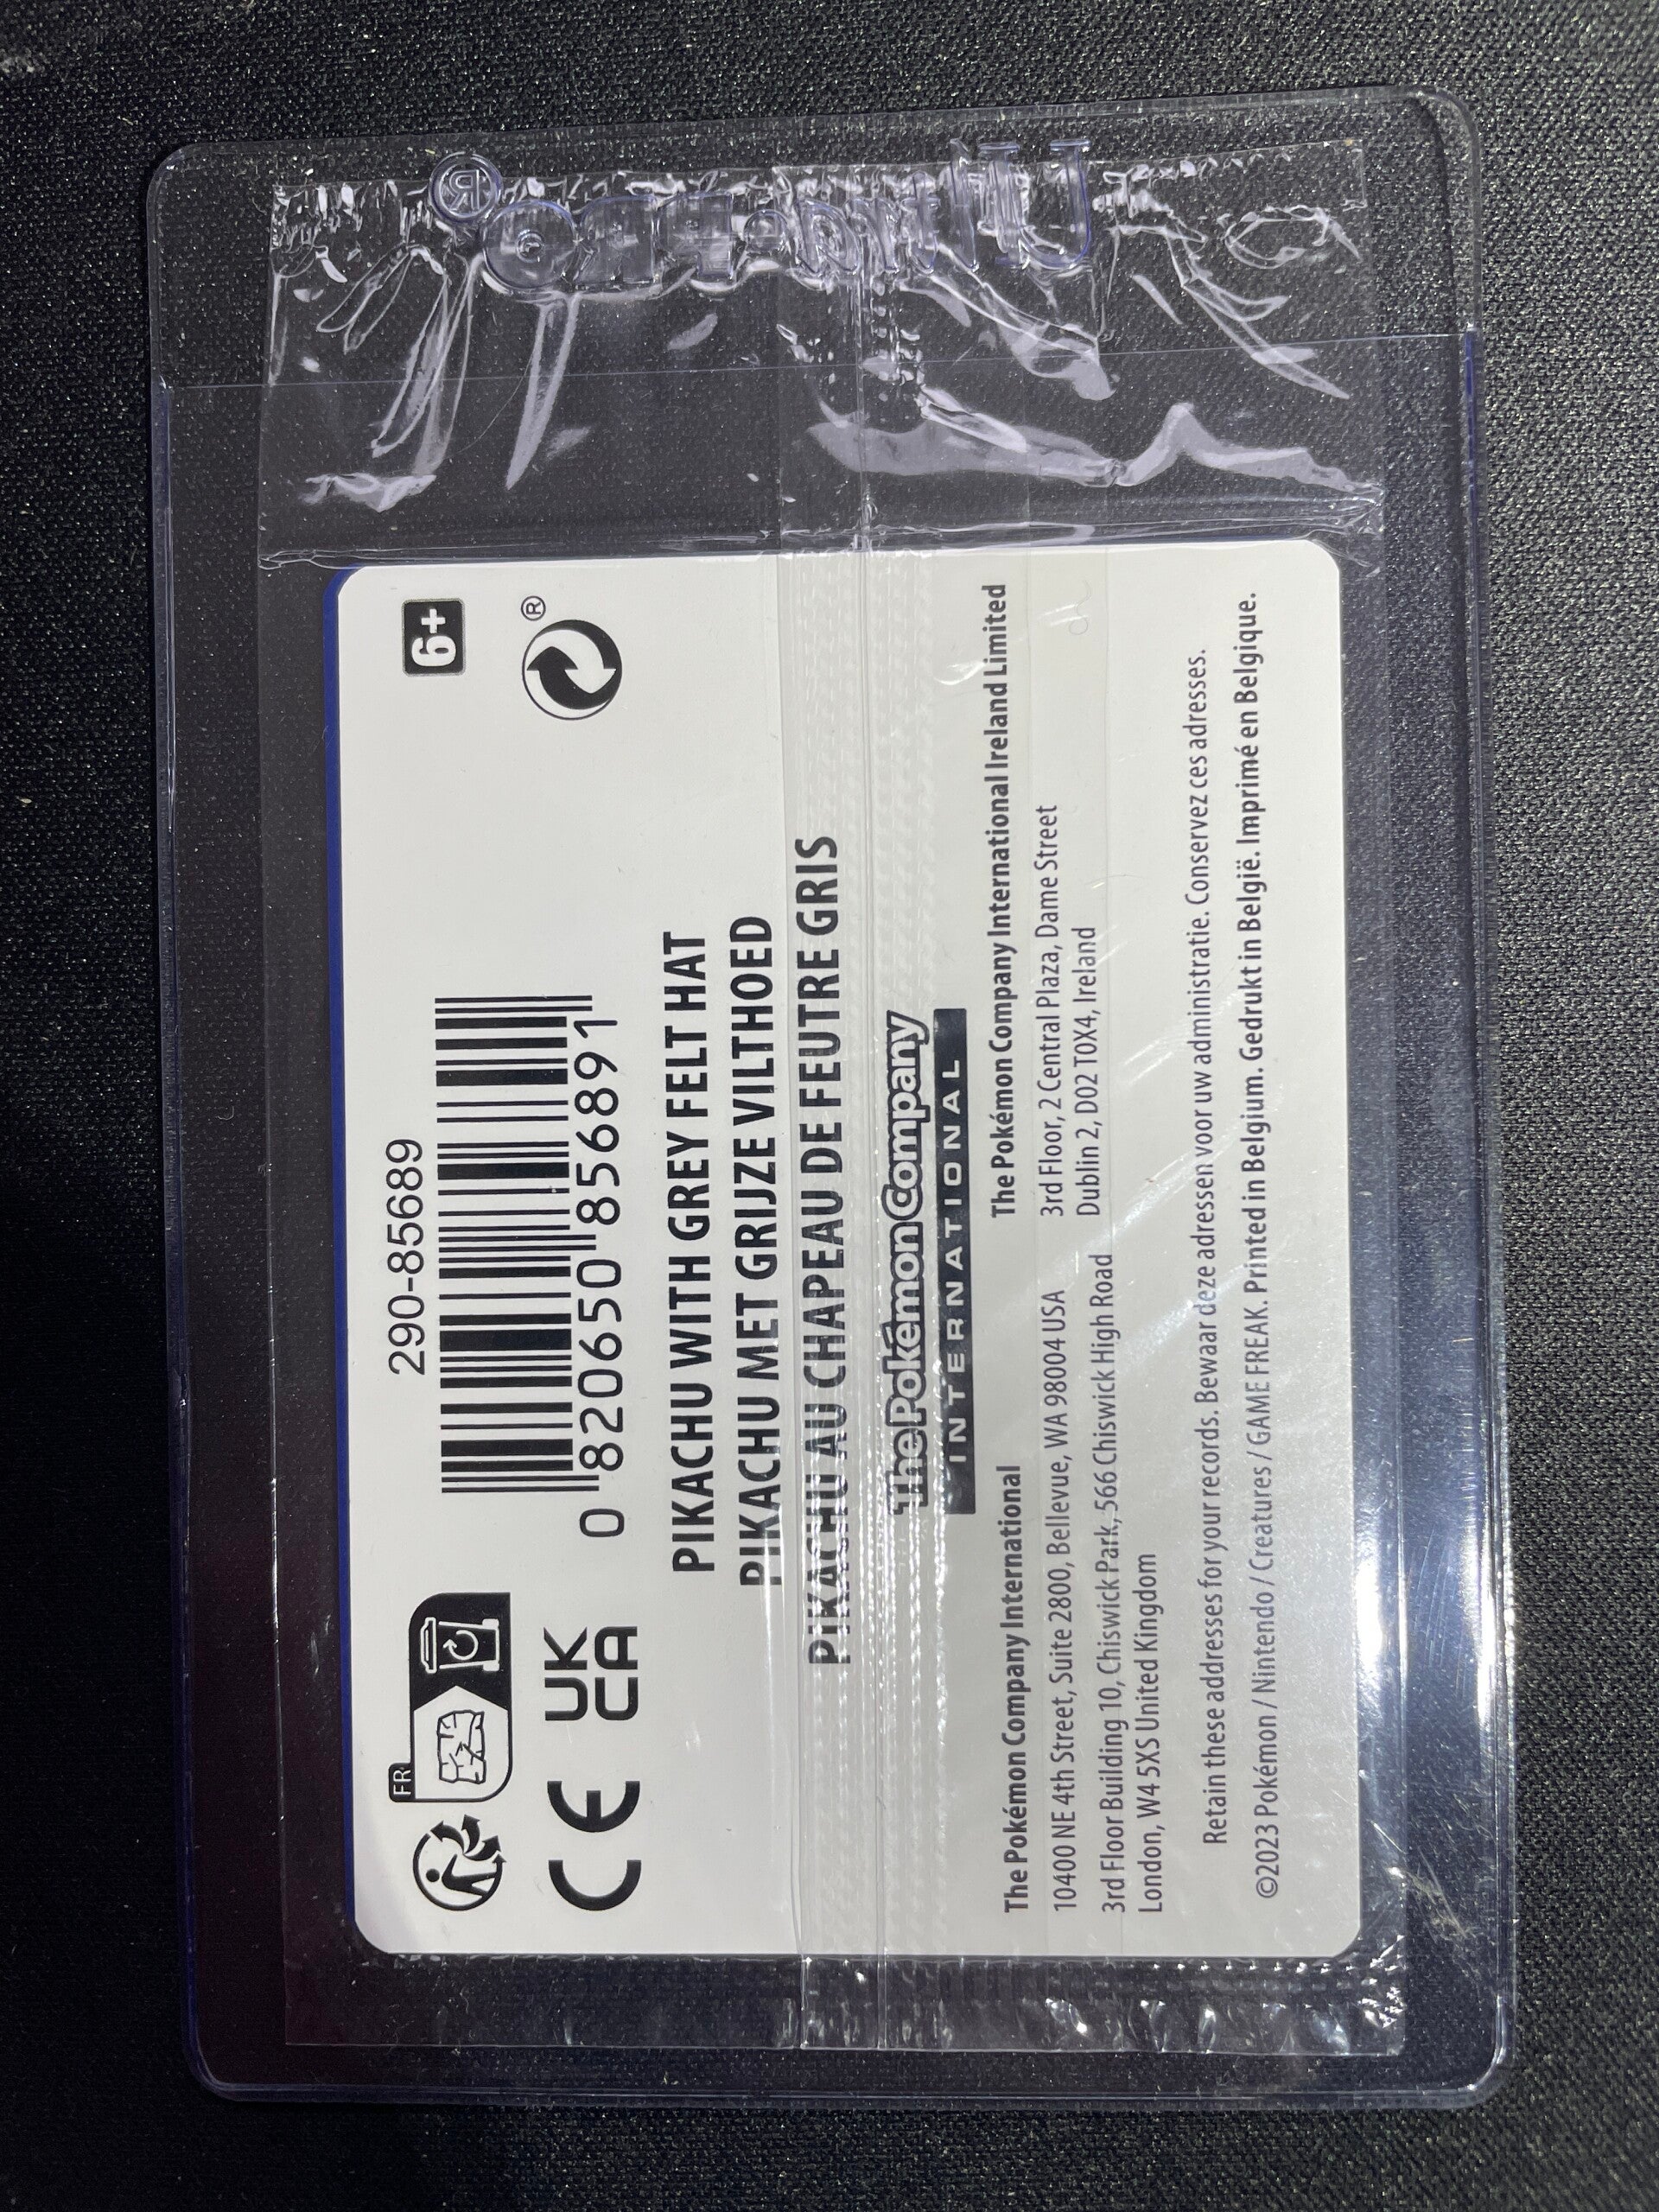 Ultra·PRO®
FR
6+
290-85689
0 820650 856891
CE
UK
CA
®
PIKACHU WITH GREY FELT HAT
PIKACHU MET GRIJZE VILTHOED
PIKACHU AU CHAPEAU DE FEUTRE GRIS
The Pokémon Company
INTERNATIONAL
The Pokémon Company International
10400 NE 4th Street, Suite 2800, Bellevue, WA 98004 USA
3rd Floor Building 10, Chiswick Park, 566 Chiswick High Road
London, W4 5XS United Kingdom
The Pokémon Company International Ireland Limited
3rd Floor, 2 Central Plaza, Dame Street
Dublin 2, D02 T0X4, Ireland
Retain these addresses for your records. Bewaar deze adressen voor uw administratie. Conservez ces adresses.
©2023 Pokémon / Nintendo / Creatures / GAME FREAK. Printed in Belgium. Gedrukt in België. Imprimé en Belgique.